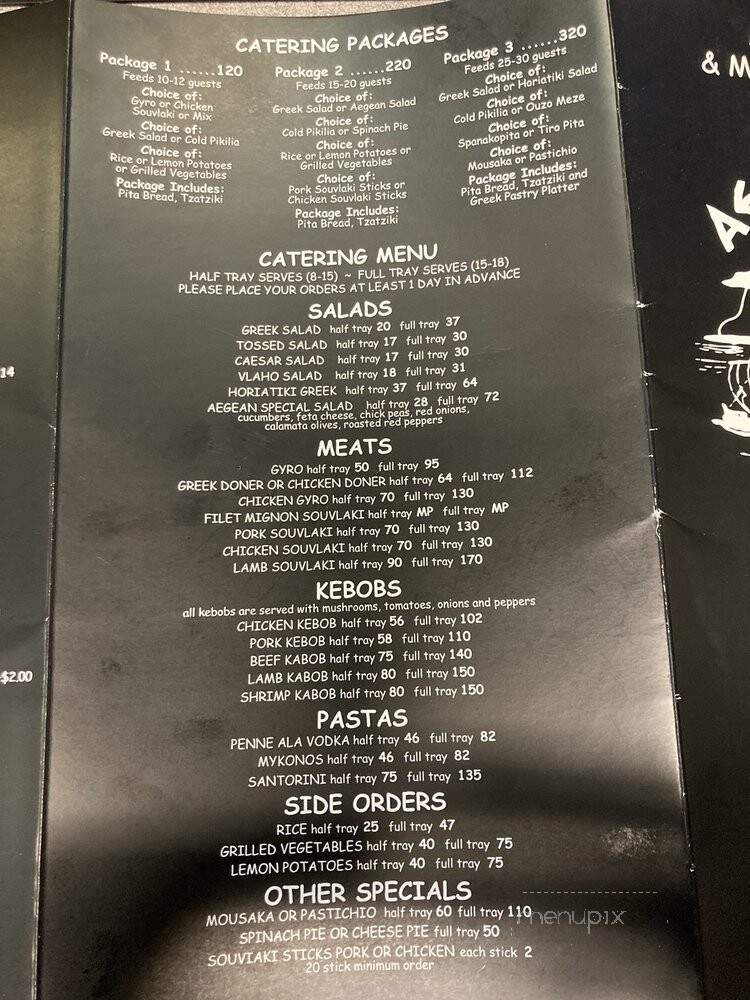 CATERING PACKAGES
Package 1 ......120
Feeds 10-12 guests
Choice of:
Gyro or Chicken
Souvlaki or Mix
Choice of:
Greek Salad or Cold Pikilia
Choice of:
Rice or Lemon Potatoes
or Grilled Vegetables
Package Includes:
Pita Bread, Tzatziki
Package 2 ......220
Feeds 15-20 guests
Choice of:
Greek Salad or Aegean Salad
Choice of:
Cold Pikilia or Spinach Pie
Choice of:
Rice or Lemon Potatoes or
Grilled Vegetables
Choice of:
Pork Souvlaki Sticks or
Chicken Souvlaki Sticks
Package Includes:
Pita Bread, Tzatziki
Package 3 ......320
Feeds 25-30 guests
Choice of:
Greek Salad or Horiatiki Salad
Choice of:
Cold Pikilia or Ouzo Meze
Choice of:
Spanakopita or Tiro Pita
Choice of:
Mousaka or Pastichio
Package Includes:
Pita Bread, Tzatziki and
Greek Pastry Platter
CATERING MENU
HALF TRAY SERVES (8-15) ~ FULL TRAY SERVES (15-18)
PLEASE PLACE YOUR ORDERS AT LEAST 1 DAY IN ADVANCE
SALADS
GREEK SALAD half tray 20 full tray 37
TOSSED SALAD half tray 17 full tray 30
CAESAR SALAD half tray 17 full tray 30
VLAHO SALAD half tray 18 full tray 31
HORIATIKI GREEK half tray 37 full tray 64
AEGEAN SPECIAL SALAD half tray 28 full tray 72
cucumbers, feta cheese, chick peas, red onions,
calamata olives, roasted red peppers
MEATS
GYRO half tray 50 full tray 95
GREEK DONER OR CHICKEN DONER half tray 64 full tray 112
CHICKEN GYRO half tray 70 full tray 130
FILET MIGNON SOUVLAKI half tray MP full tray MP
PORK SOUVLAKI half tray 70 full tray 130
CHICKEN SOUVLAKI half tray 70 full tray 130
LAMB SOUVLAKI half tray 90 full tray 170
KEBOBS
all kebobs are served with mushrooms, tomatoes, onions and peppers
CHICKEN KEBOB half tray 56 full tray 102
PORK KEBOB half tray 58 full tray 110
BEEF KABOB half tray 75 full tray 140
LAMB KABOB half tray 80 full tray 150
SHRIMP KABOB half tray 80 full tray 150
PASTAS
PENNE ALA VODKA half tray 46 full tray 82
MYKONOS half tray 46 full tray 82
SANTORINI half tray 75 full tray 135
SIDE ORDERS
RICE half tray 25 full tray 47
GRILLED VEGETABLES half tray 40 full tray 75
LEMON POTATOES half tray 40 full tray 75
OTHER SPECIALS
MOUSAKA OR PASTICHIO half tray 60 full tray 110
SPINACH PIE OR CHEESE PIE full tray 50
SOUVIAKI STICKS PORK OR CHICKEN each stick 2
20 stick minimum order
14
-$2.00
& M
menupix